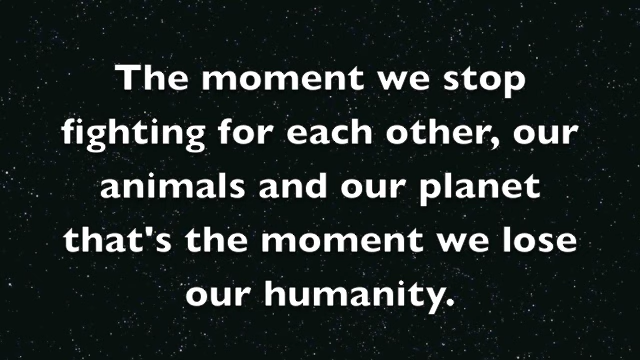 The moment we stop
fighting for each other, our
animals and our planet
that's the moment we lose
our humanity.